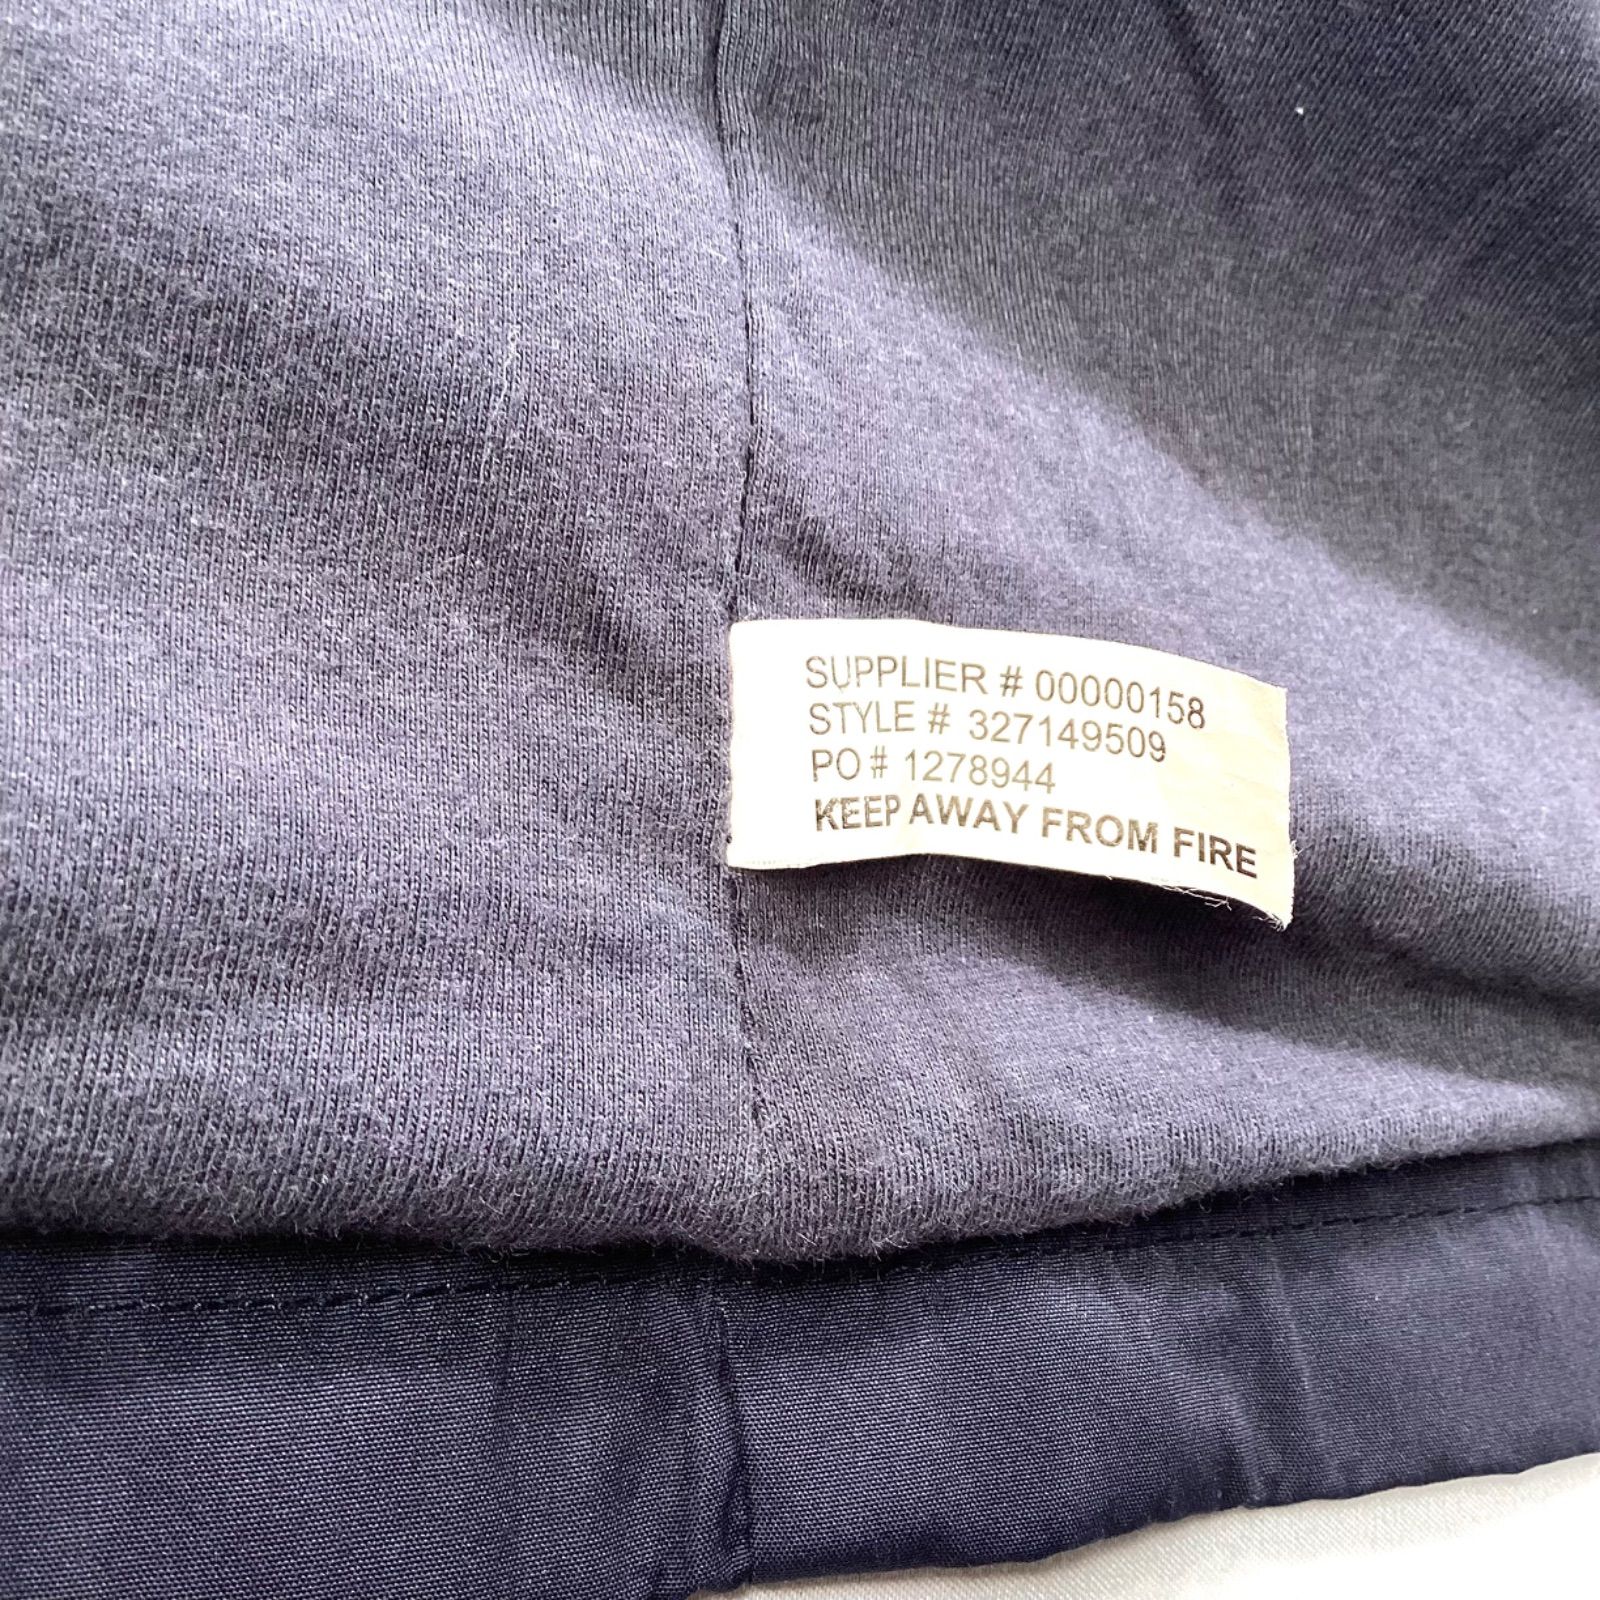 SUPPLIER # 00000158
STYLE # 327149509
PO # 1278944
KEEP AWAY FROM FIRE